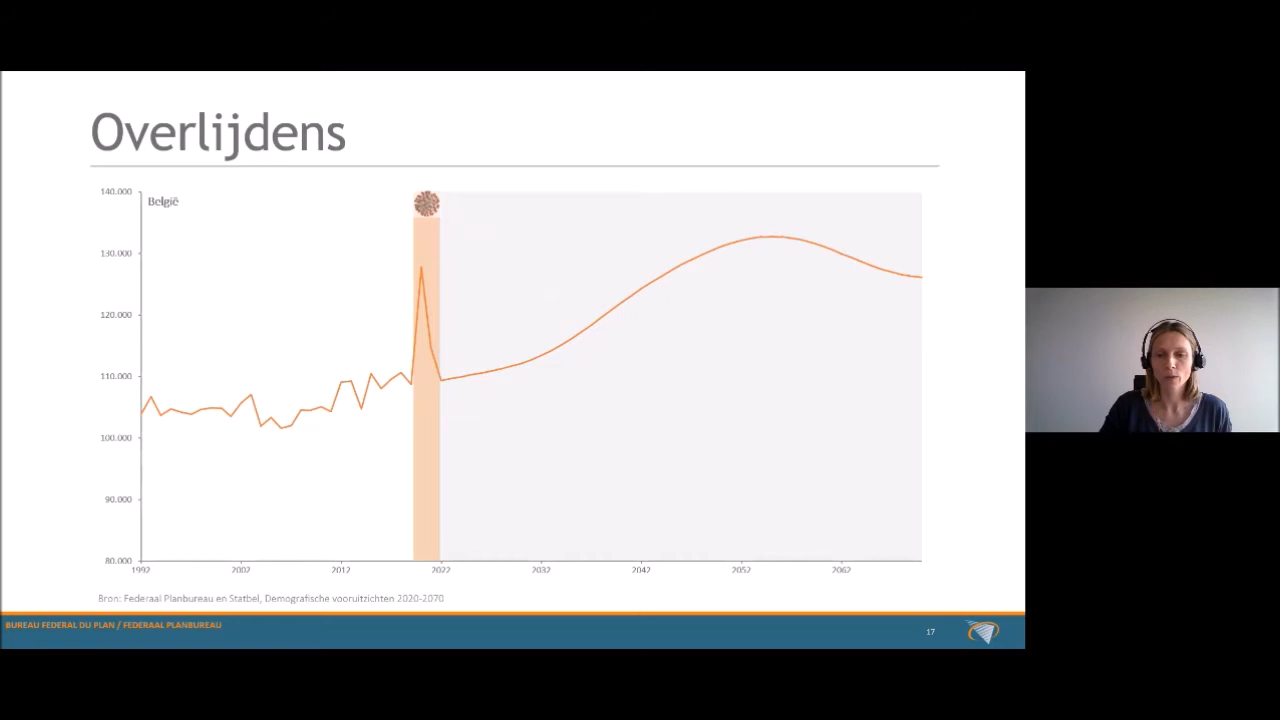 Overlijdens
140.000
België
130.000
120.000
110.000
100.000
90.000
80.000
1992 2002 2012 2022 2032 2042 2052 2062
Bron: Federaal Planbureau en Statbel, Demografische vooruitzichten 2020-2070
BUREAU FEDERAL DU PLAN / FEDERAAL PLANBUREAU
17